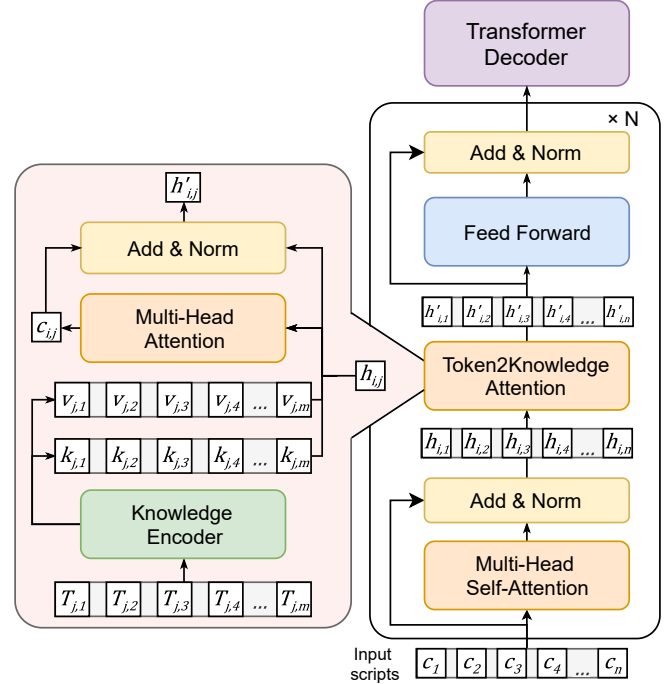 Transformer
Decoder
× N
Add & Norm
Feed Forward
h′i,1 h′i,2 h′i,3 h′i,4 ... h′i,n
Token2Knowledge
Attention
hi,1 hi,2 hi,3 hi,4 ... hi,n
Add & Norm
Multi-Head
Self-Attention
Input
scripts
c1 c2 c3 c4 ... cn
h′i,j
Add & Norm
ci,j
Multi-Head
Attention
hi,j
vj,1 vj,2 vj,3 vj,4 ... vj,m
kj,1 kj,2 kj,3 kj,4 ... kj,m
Knowledge
Encoder
Tj,1 Tj,2 Tj,3 Tj,4 ... Tj,m